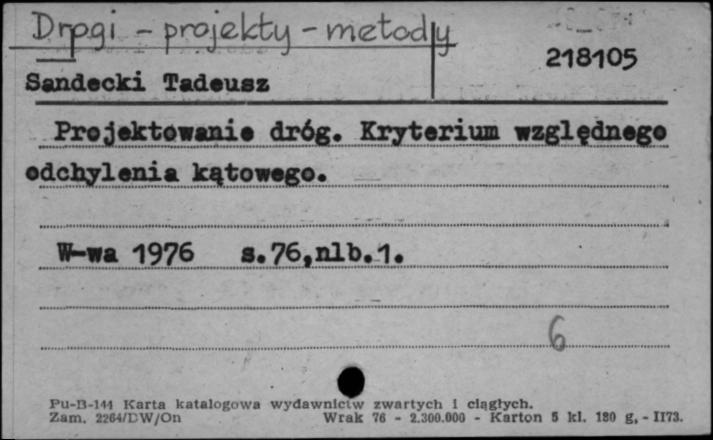 Drogi - projekty - metody
218105
Sandecki Tadeusz
Projektowanie dróg. Kryterium względnego
odchylenia kątowego.
W-wa 1976 s.76,nlb.1.
6
Pu-B-144 Karta katalogowa wydawnictw zwartych i ciągłych.
Zam. 2264/DW/On Wrak 76 - 2.300.000 - Karton 5 kl. 180 g, - II73.